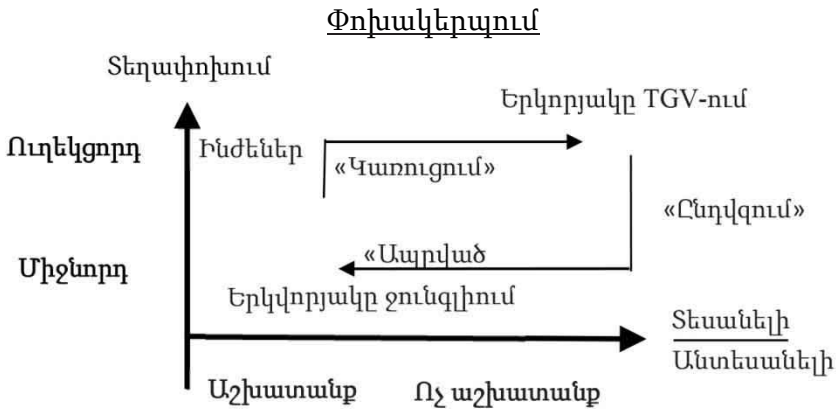 Փոխակերպում
Տեղափոխում
Երկորյակը TGV-ում
Ուղեկցորդ
Ինժեներ
«Կառուցում»
«Ընդվզում»
Միջնորդ
«Ապրված
Երկվորյակը ջունգլիում
Տեսանելի
Անտեսանելի
Աշխատանք
Ոչ աշխատանք